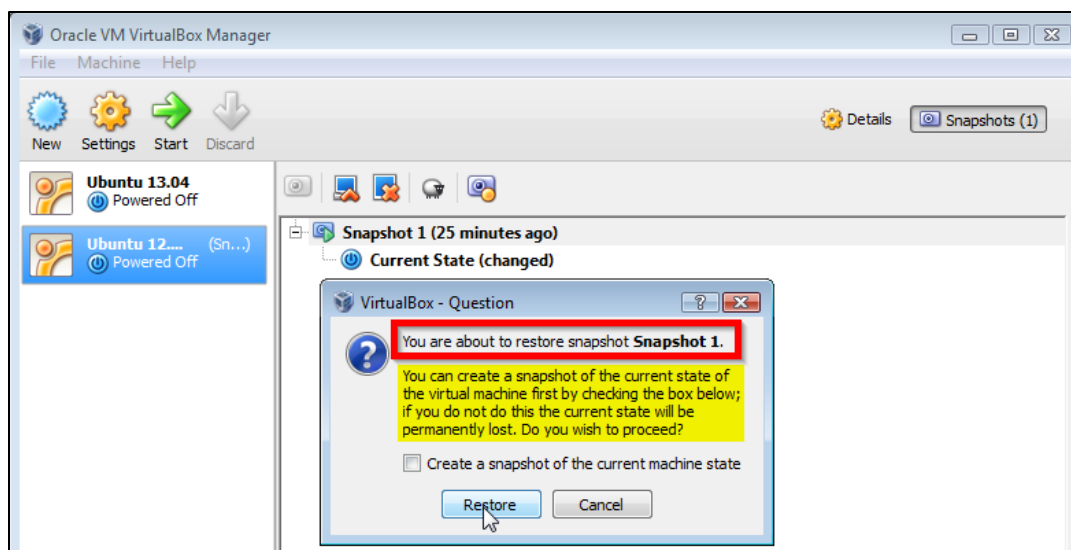 Oracle VM VirtualBox Manager
File Machine Help
New Settings Start Discard
Details Snapshots (1)
Ubuntu 13.04
Powered Off
Ubuntu 12.... (Sn...)
Powered Off
Snapshot 1 (25 minutes ago)
Current State (changed)
VirtualBox - Question
You are about to restore snapshot Snapshot 1.
You can create a snapshot of the current state of
the virtual machine first by checking the box below;
if you do not do this the current state will be
permanently lost. Do you wish to proceed?
Create a snapshot of the current machine state
Restore Cancel